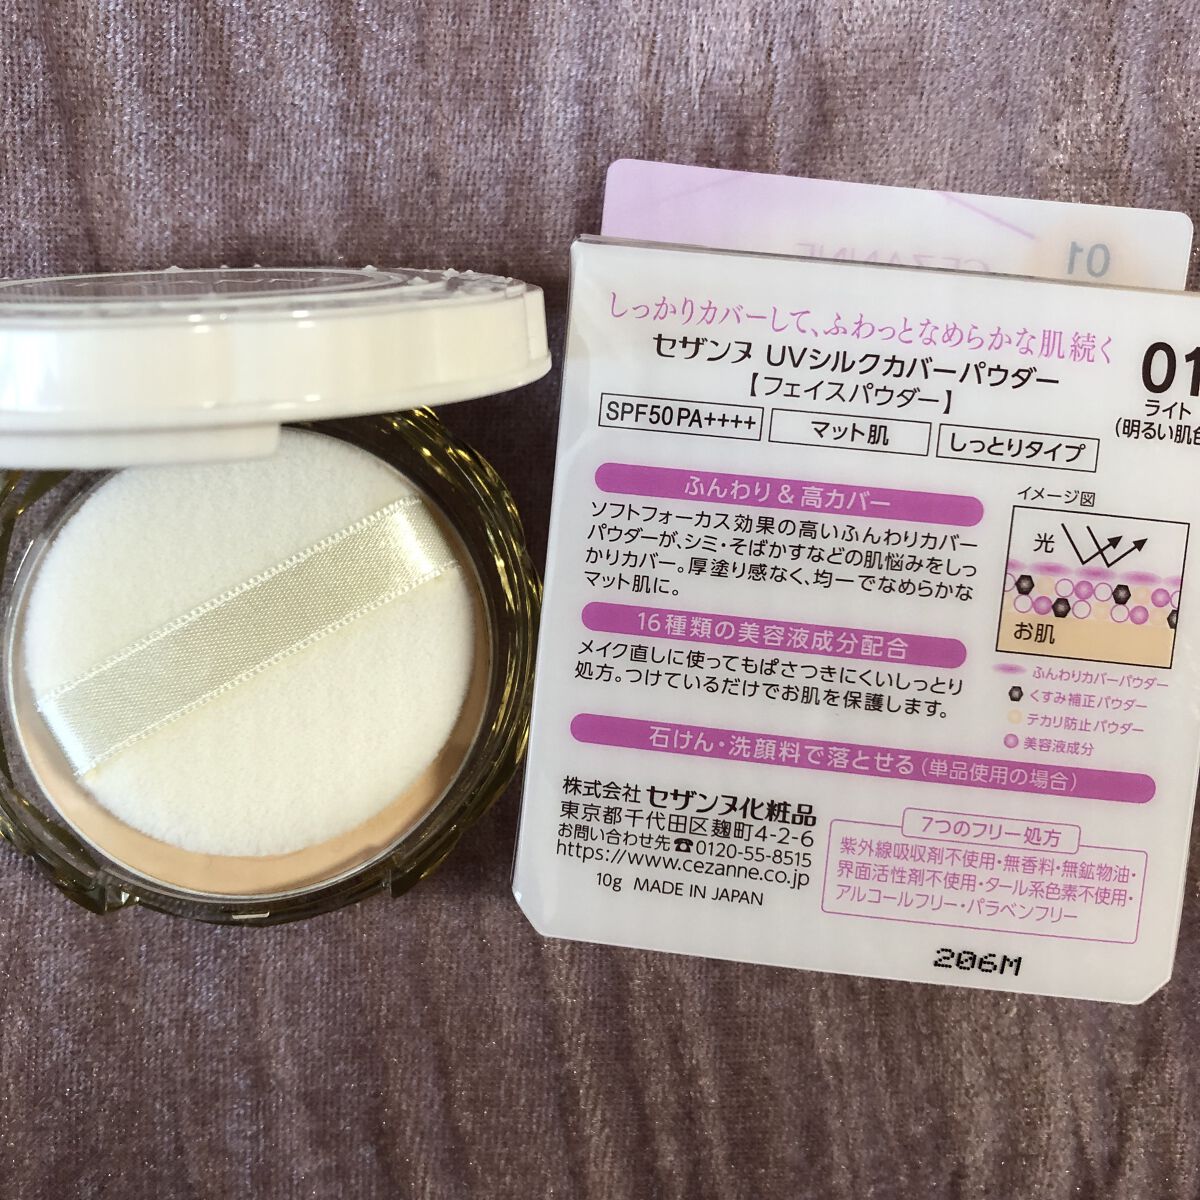 01
CEZANNE
しっかりカバーして、ふわっとなめらかな肌続く
セザンヌ UVシルクカバーパウダー
【フェイスパウダー】
01
ライト
(明るい肌色
SPF50 PA++++
マット肌
しっとりタイプ
ふんわり & 高カバー
ソフトフォーカス効果の高いふんわりカバー
パウダーが、シミ・そばかすなどの肌悩みをしっ
かりカバー。厚塗り感なく、均一でなめらかな
マット肌に。
イメージ図
光
お肌
ふんわりカバーパウダー
くすみ補正パウダー
テカリ防止パウダー
美容液成分
16種類の美容液成分配合
メイク直しに使ってもぱさつきにくいしっとり
処方。つけているだけでお肌を保護します。
石けん・洗顔料で落とせる(単品使用の場合)
株式会社 セザンヌ化粧品
東京都千代田区麹町4-2-6
お問い合わせ先☎0120-55-8515
https://www.cezanne.co.jp
10g MADE IN JAPAN
7つのフリー処方
紫外線吸収剤不使用・無香料・無鉱物油・
界面活性剤不使用・タール系色素不使用・
アルコールフリー・パラベンフリー
206M